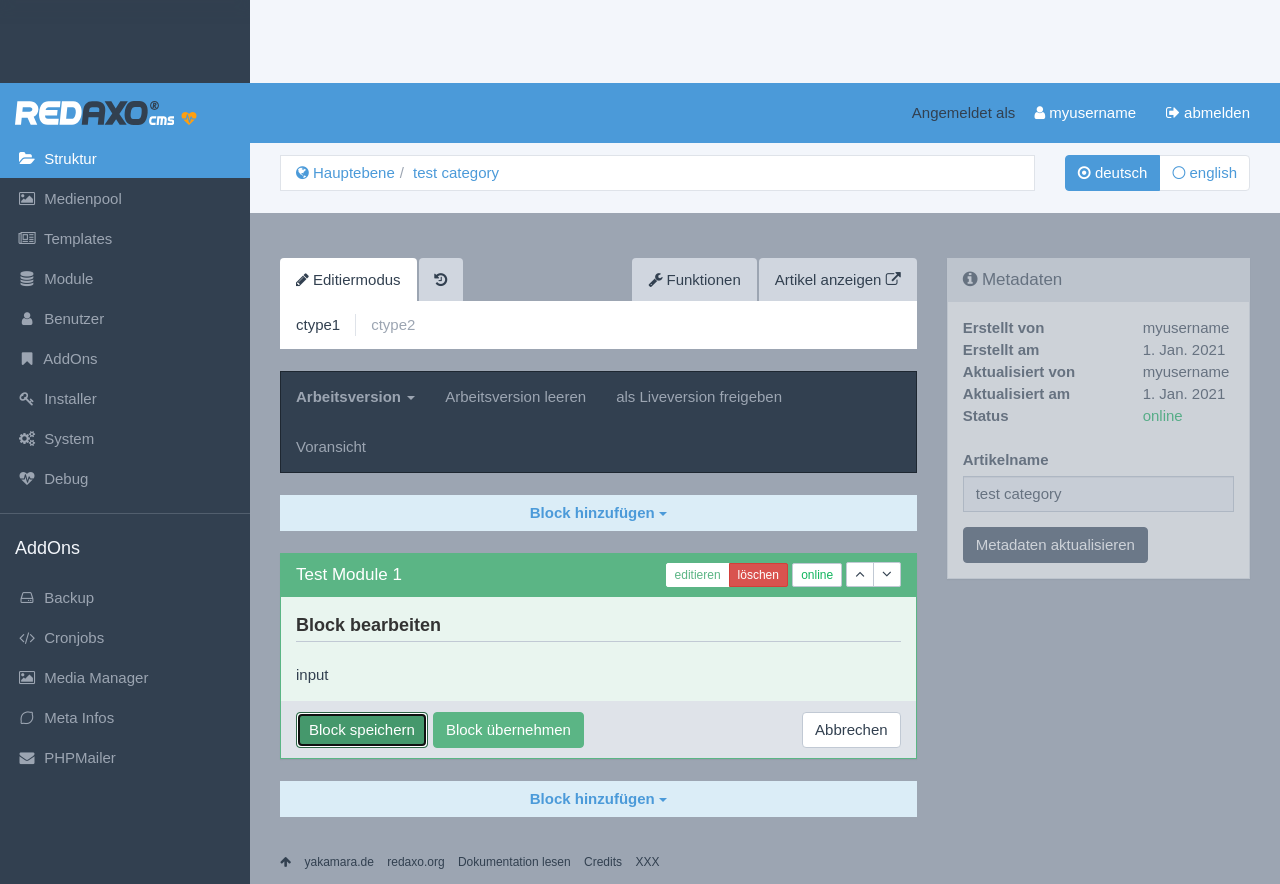 REDAXO® cms
Angemeldet als myusername abmelden
Struktur
Medienpool
Templates
Module
Benutzer
AddOns
Installer
System
Debug
AddOns
Backup
Cronjobs
Media Manager
Meta Infos
PHPMailer
Hauptebene / test category
deutsch english
Editiermodus Funktionen Artikel anzeigen
ctype1 ctype2
Arbeitsversion Arbeitsversion leeren als Liveversion freigeben
Voransicht
Block hinzufügen
Test Module 1 editieren löschen online
Block bearbeiten
input
Block speichern Block übernehmen Abbrechen
Block hinzufügen
Metadaten
Erstellt von myusername
Erstellt am 1. Jan. 2021
Aktualisiert von myusername
Aktualisiert am 1. Jan. 2021
Status online
Artikelname
test category
Metadaten aktualisieren
yakamara.de redaxo.org Dokumentation lesen Credits XXX